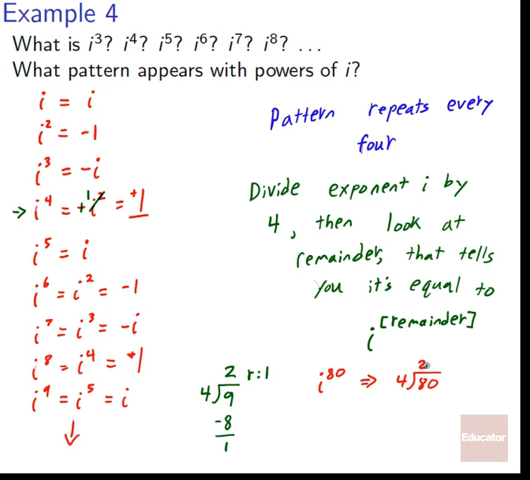 Example 4
What is i³? i⁴? i⁵? i⁶? i⁷? i⁸? …
What pattern appears with powers of i?
i = i
i² = -1
i³ = -i
→ i⁴ = +1 = +1
i⁵ = i
i⁶ = i² = -1
i⁷ = i³ = -i
i⁸ = i⁴ = +1
i⁹ = i⁵ = i
Pattern repeats every
four
Divide exponent i by
4, then look at
remainder, that tells
you it's equal to
i^[remainder]
2 r:1
4√9
-8
1
i⁸⁰ ⇒ 4√80
2
Educator